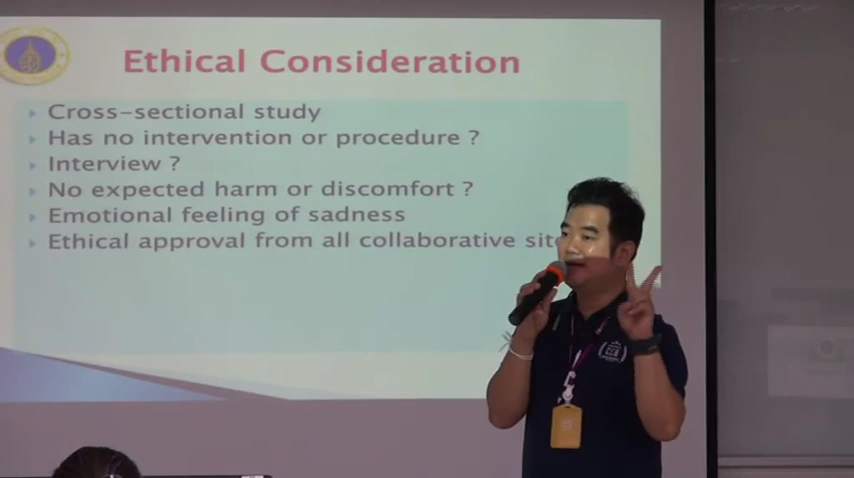 Ethical Consideration
Cross-sectional study
Has no intervention or procedure ?
Interview ?
No expected harm or discomfort ?
Emotional feeling of sadness
Ethical approval from all collaborative